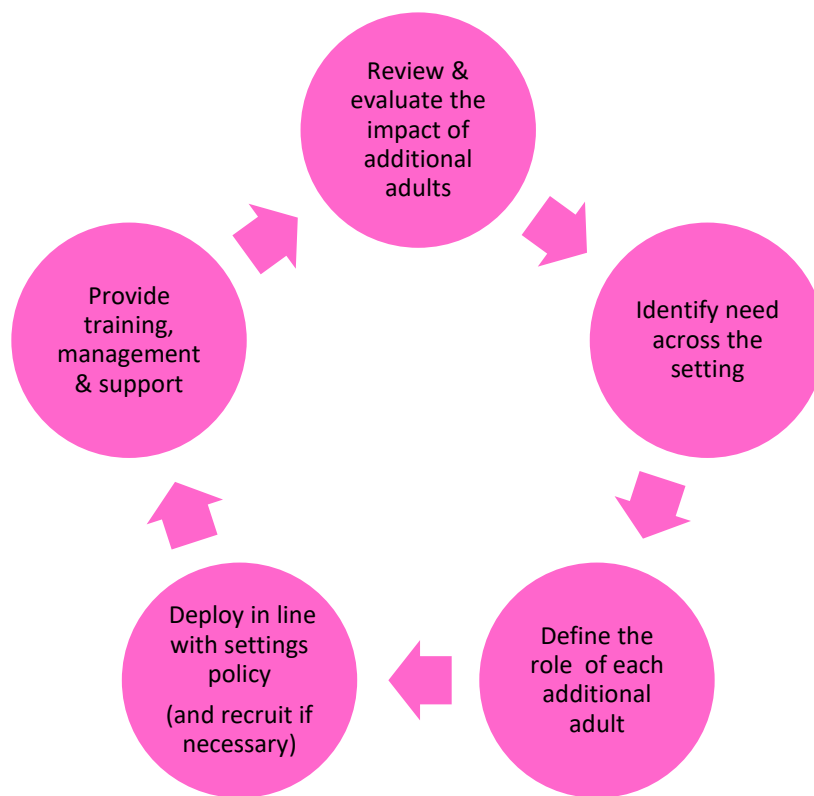 Review &
evaluate the
impact of
additional
adults
Identify need
across the
setting
Define the
role  of each
additional
adult
Deploy in line
with settings
policy
(and recruit if
necessary)
Provide
training,
management
& support